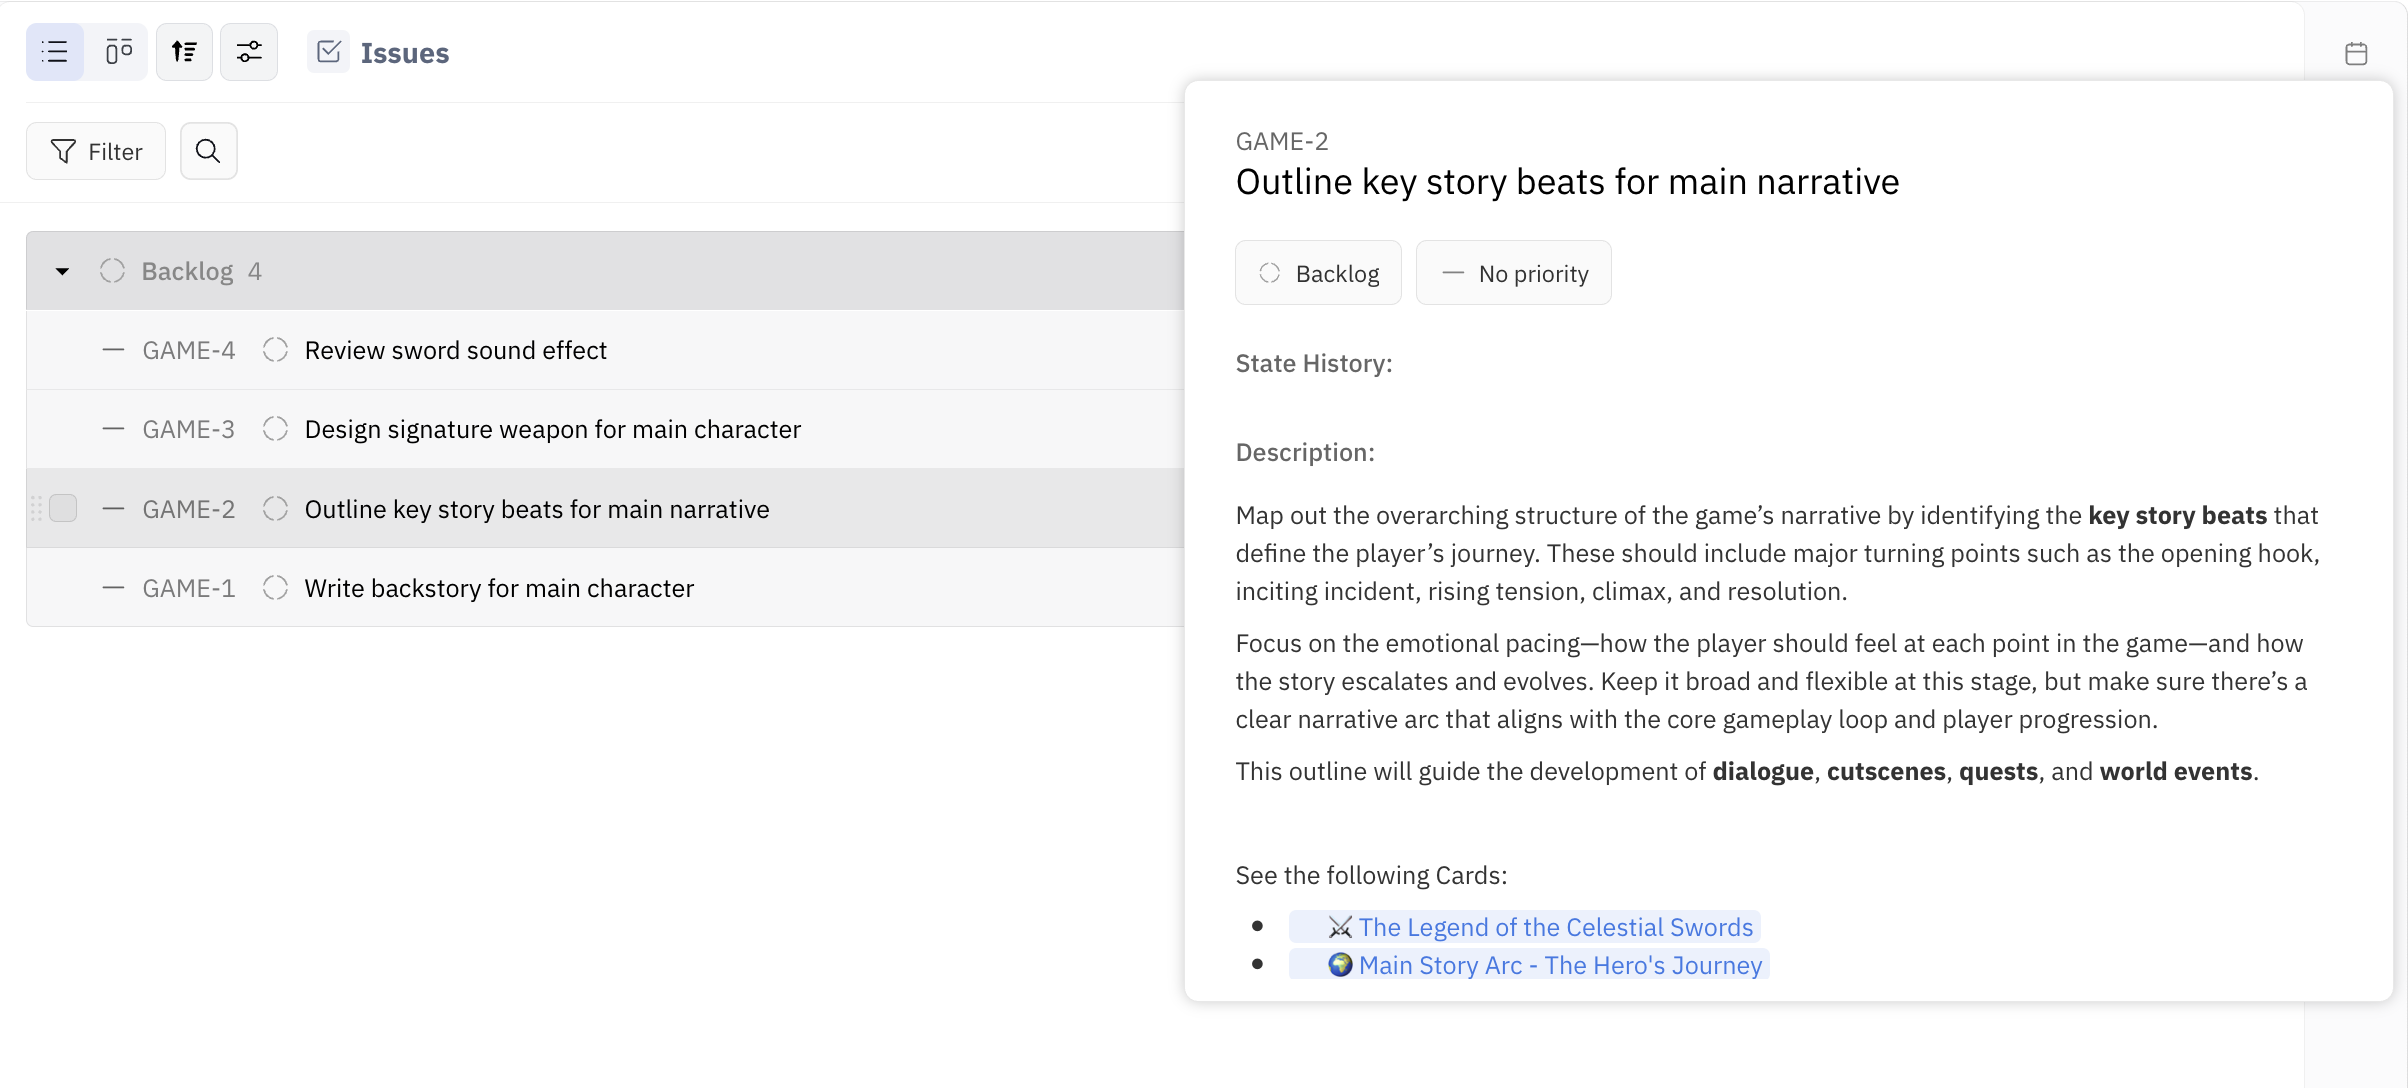 Issues
Filter
Backlog 4
GAME-4 Review sword sound effect
GAME-3 Design signature weapon for main character
GAME-2 Outline key story beats for main narrative
GAME-1 Write backstory for main character
GAME-2
Outline key story beats for main narrative
Backlog
No priority
State History:
Description:
Map out the overarching structure of the game’s narrative by identifying the key story beats that
define the player’s journey. These should include major turning points such as the opening hook,
inciting incident, rising tension, climax, and resolution.
Focus on the emotional pacing—how the player should feel at each point in the game—and how
the story escalates and evolves. Keep it broad and flexible at this stage, but make sure there’s a
clear narrative arc that aligns with the core gameplay loop and player progression.
This outline will guide the development of dialogue, cutscenes, quests, and world events.
See the following Cards:
⚔ The Legend of the Celestial Swords
🌍 Main Story Arc - The Hero's Journey